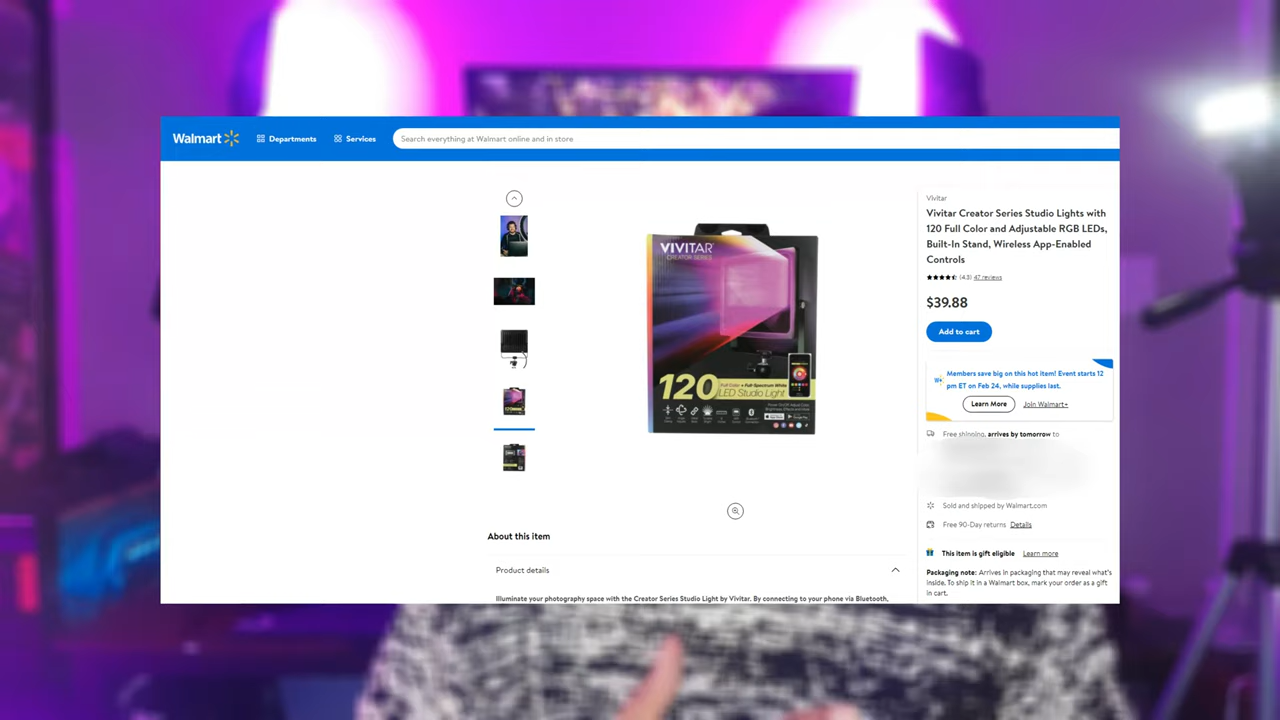 Walmart
Departments
Services
Search everything at Walmart online and in store
Vivitar
Vivitar Creator Series Studio Lights with
120 Full Color and Adjustable RGB LEDs,
Built-In Stand, Wireless App-Enabled
Controls
(4.3) 47 reviews
$39.88
Add to cart
W+ Members save big on this hot item! Event starts 12
pm ET on Feb 24, while supplies last.
Learn More
Join Walmart+
Free shipping, arrives by tomorrow to
Sold and shipped by Walmart.com
Free 90-Day returns Details
This item is gift eligible Learn more
Packaging note: Arrives in packaging that may reveal what's
inside. To ship it in a Walmart box, mark your order as a gift
in cart.
VIVITAR
CREATOR SERIES
120 Full Color + Full Spectrum White
LED Studio Light
About this item
Product details
Illuminate your photography space with the Creator Series Studio Light by Vivitar. By connecting to your phone via Bluetooth,